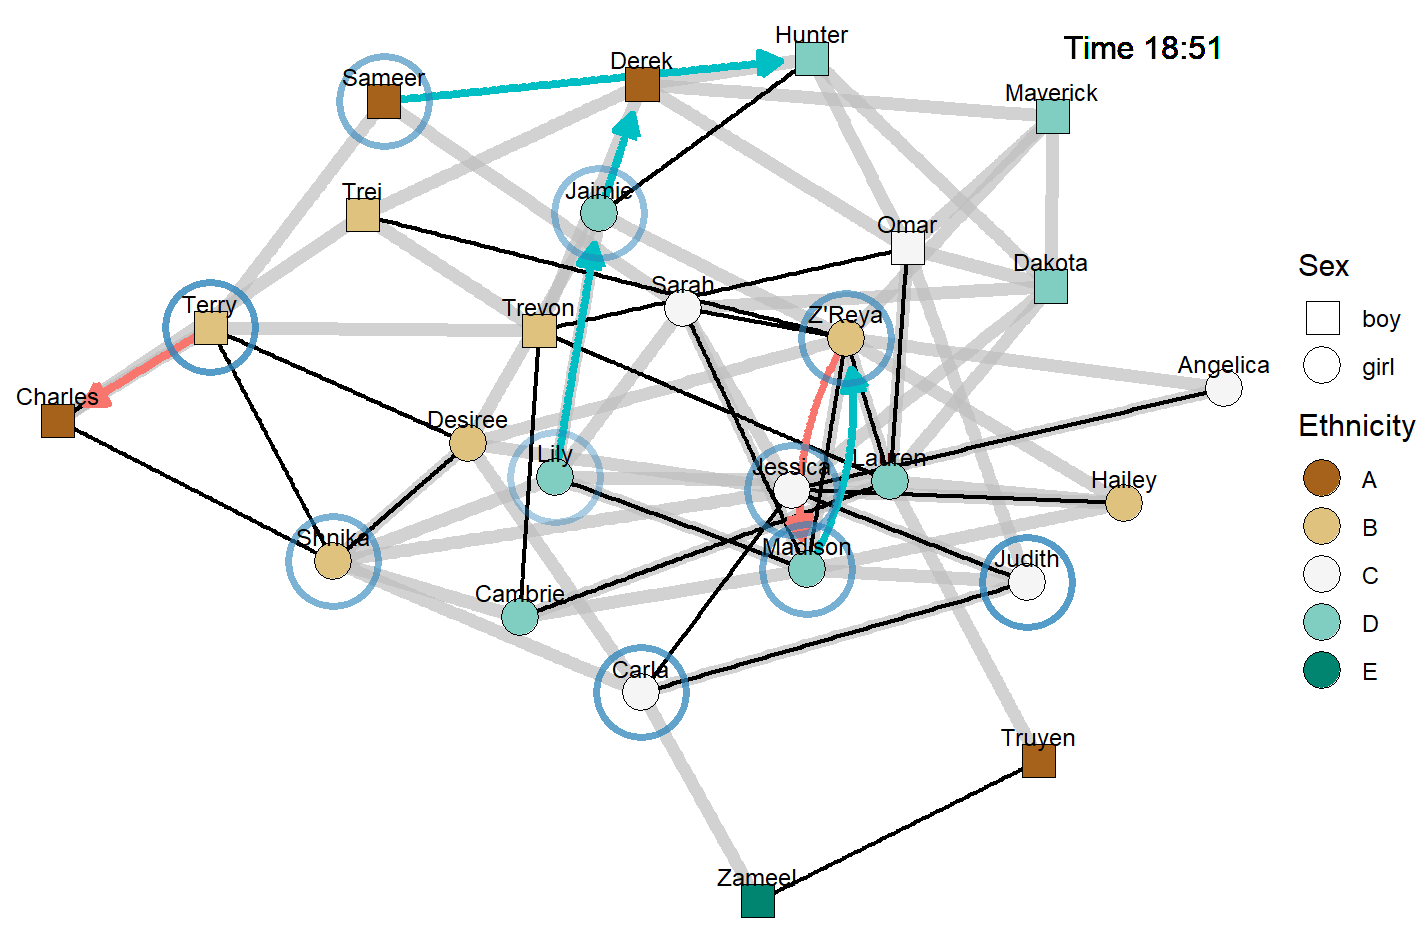 Hunter
Time 18:51
Derek
Sameer
Maverick
Trei
Jaimie
Omar
Dakota
Sarah
Terry
Trevon
Z'Reya
Angelica
Charles
Desiree
Lily
Jessica
Lauren
Hailey
Shnika
Madison
Judith
Cambrie
Carla
Truyen
Zameel
Sex
boy
girl
Ethnicity
A
B
C
D
E